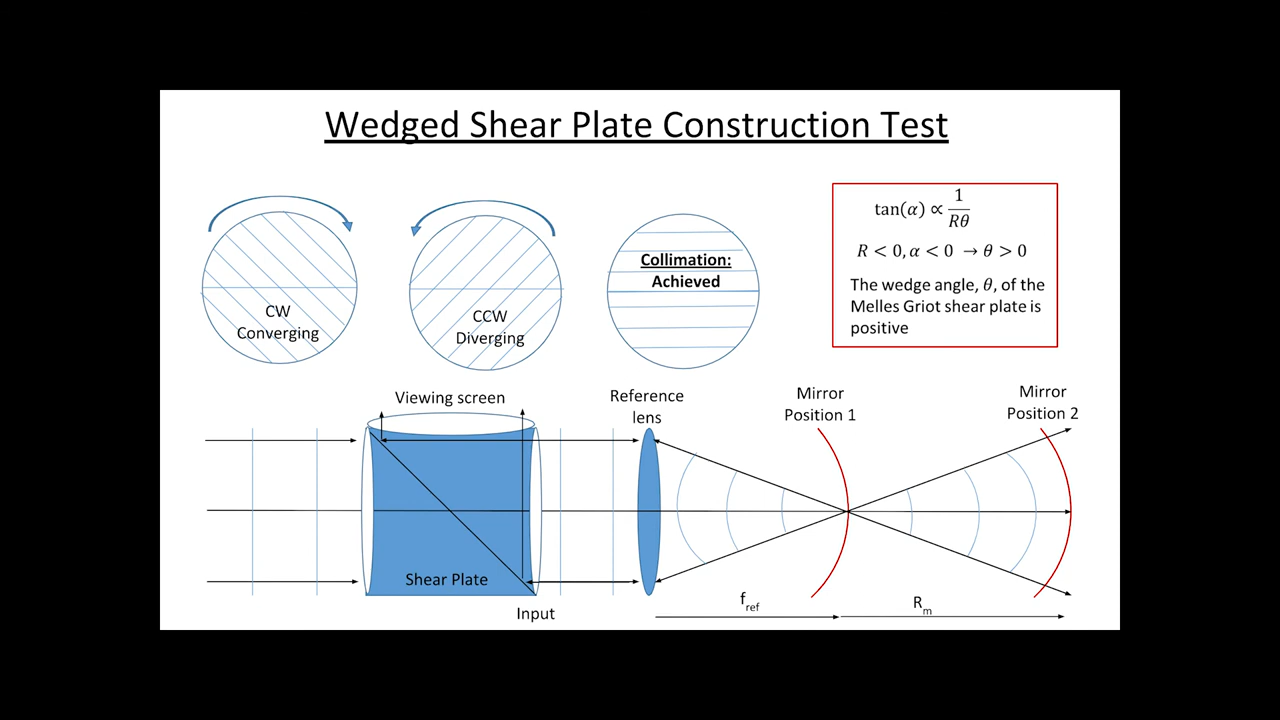 Wedged Shear Plate Construction Test
CW
Converging
CCW
Diverging
Collimation:
Achieved
tan(α) ∝ 1/Rθ
R < 0, α < 0 → θ > 0
The wedge angle, θ, of the
Melles Griot shear plate is
positive
Viewing screen
Reference
lens
Mirror
Position 1
Mirror
Position 2
Shear Plate
Input
f_ref
R_m